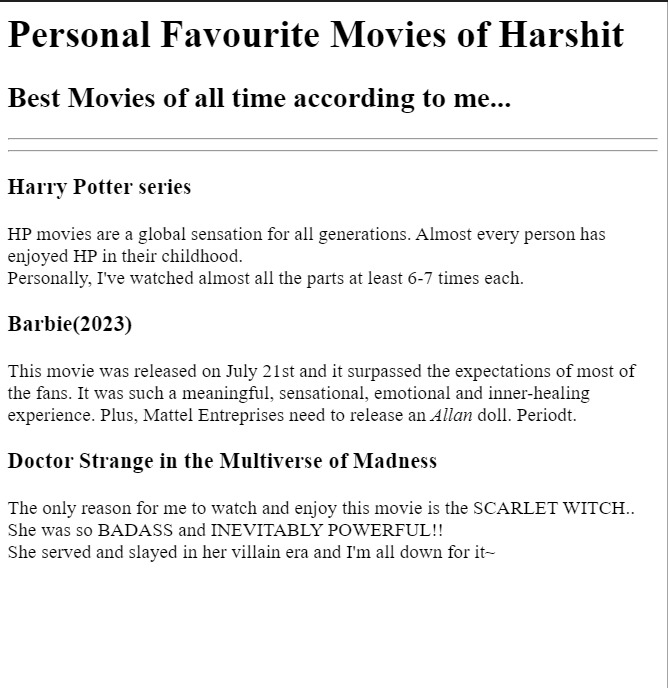 Personal Favourite Movies of Harshit
Best Movies of all time according to me...
Harry Potter series
HP movies are a global sensation for all generations. Almost every person has
enjoyed HP in their childhood.
Personally, I've watched almost all the parts at least 6-7 times each.
Barbie(2023)
This movie was released on July 21st and it surpassed the expectations of most of
the fans. It was such a meaningful, sensational, emotional and inner-healing
experience. Plus, Mattel Entreprises need to release an Allan doll. Periodt.
Doctor Strange in the Multiverse of Madness
The only reason for me to watch and enjoy this movie is the SCARLET WITCH..
She was so BADASS and INEVITABLY POWERFUL!!
She served and slayed in her villain era and I'm all down for it~